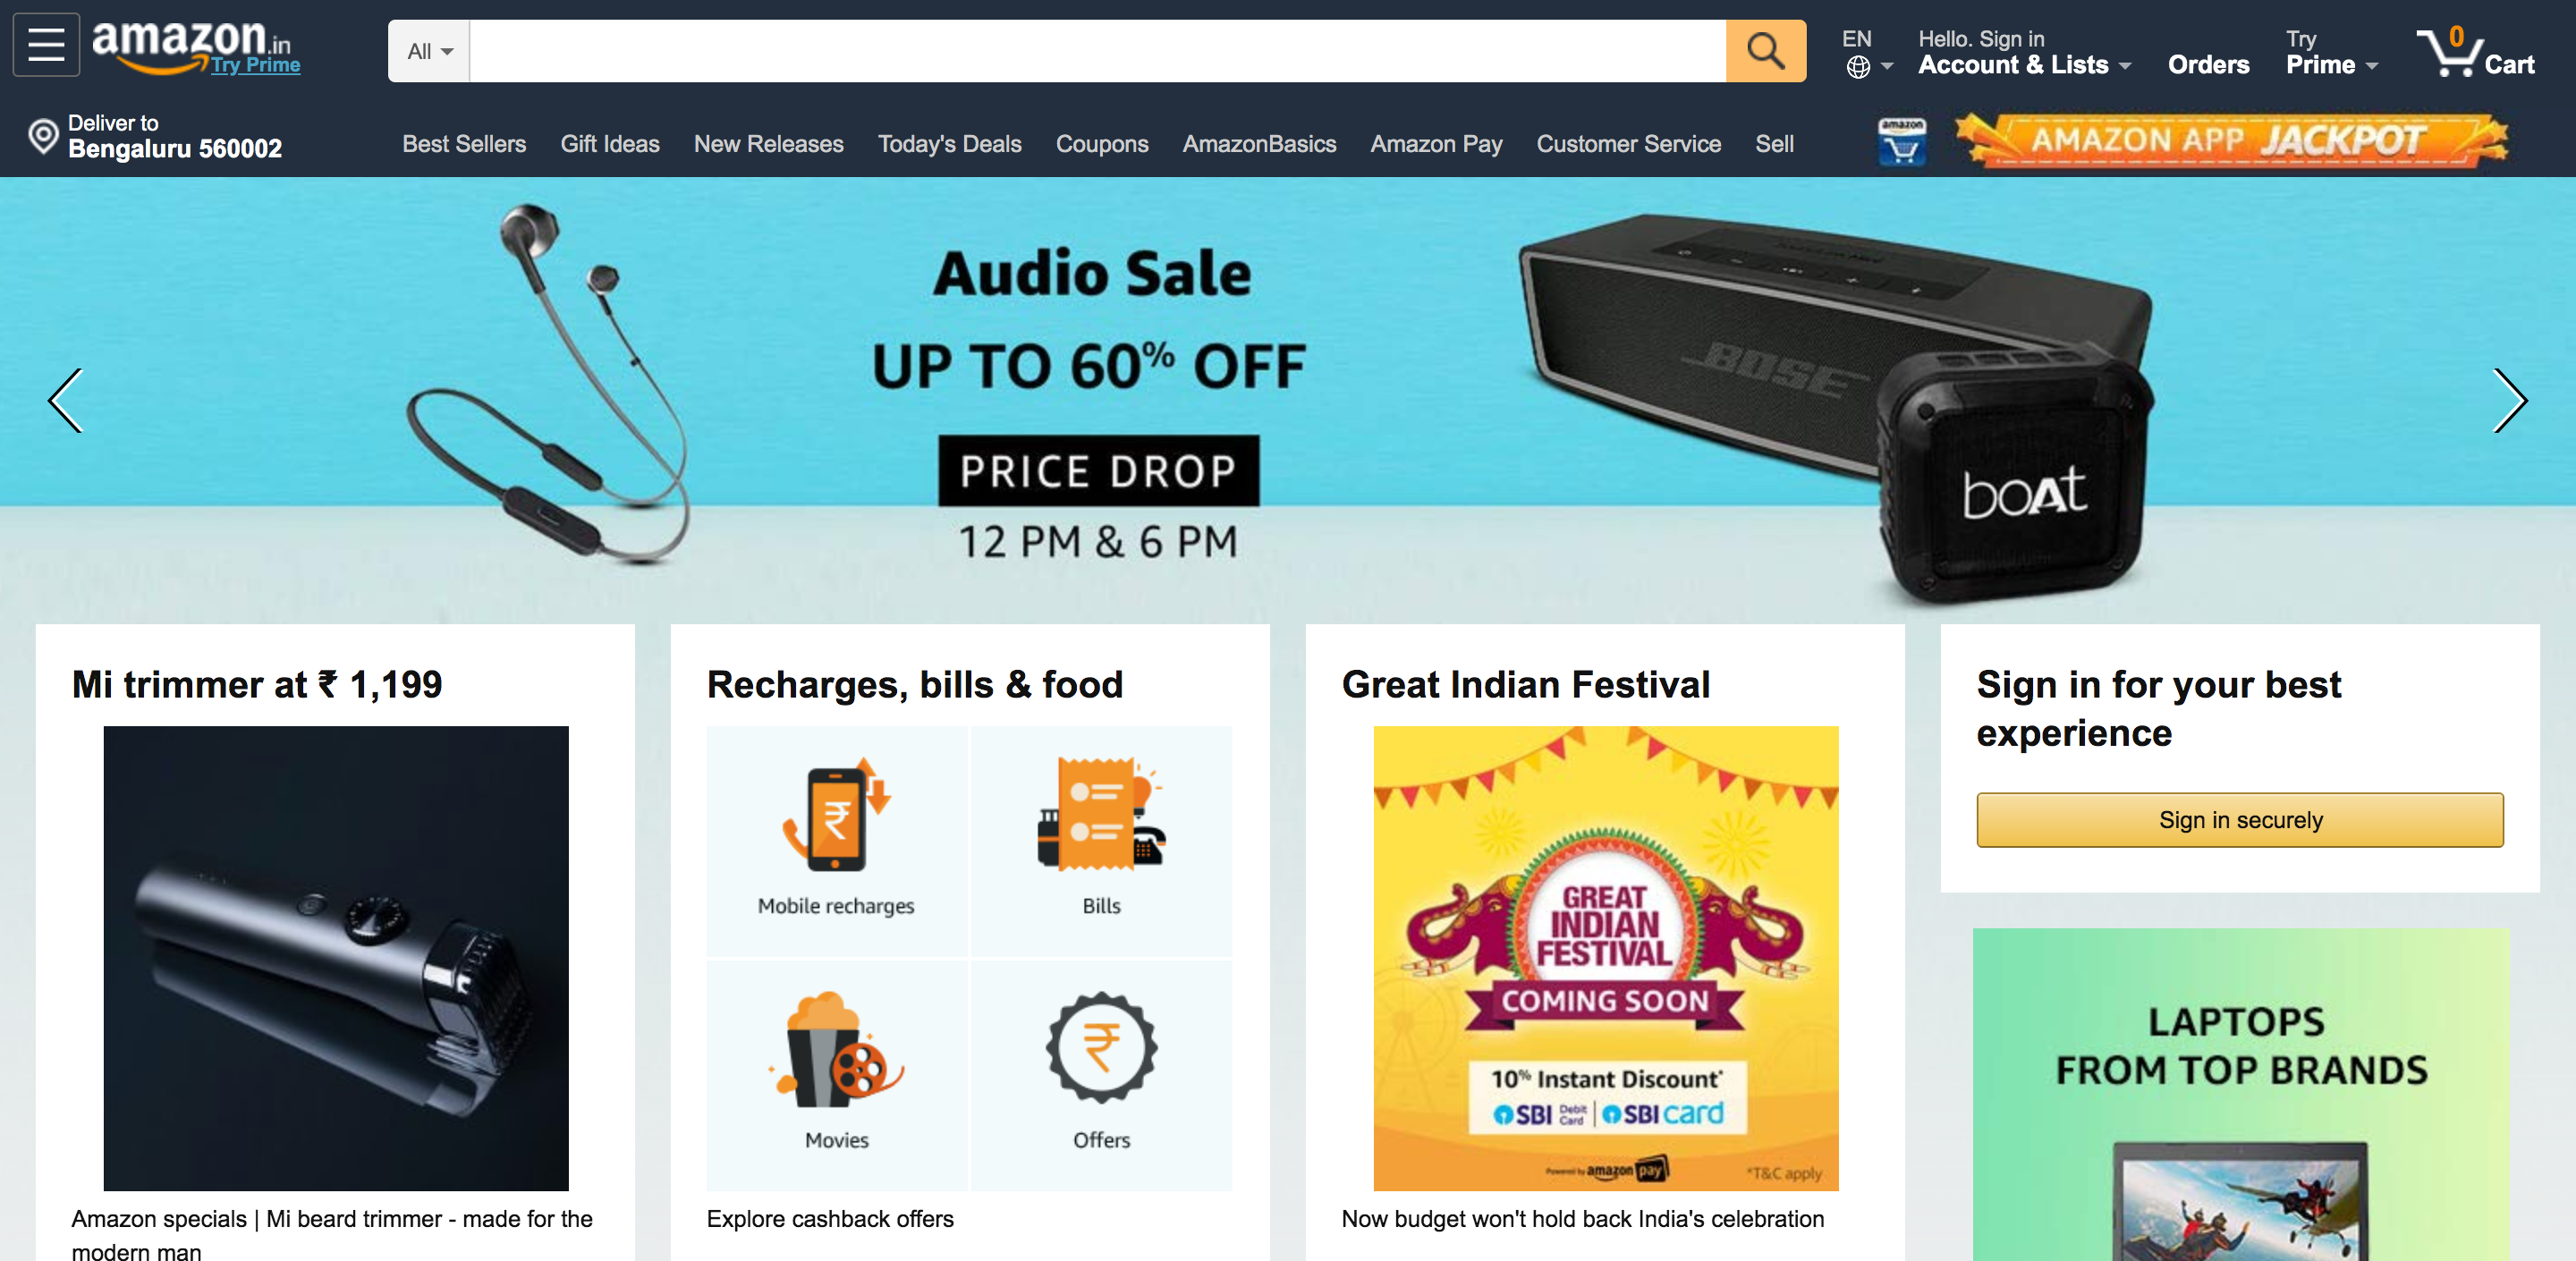 amazon.in
Try Prime
All
EN
Hello. Sign in
Account & Lists
Orders
Try
Prime
0
Cart
Deliver to
Bengaluru 560002
Best Sellers
Gift Ideas
New Releases
Today's Deals
Coupons
AmazonBasics
Amazon Pay
Customer Service
Sell
amazon
AMAZON APP JACKPOT
Audio Sale
UP TO 60% OFF
PRICE DROP
12 PM & 6 PM
BOSE
boAt
Mi trimmer at ₹ 1,199
Amazon specials | Mi beard trimmer - made for the
modern man
Recharges, bills & food
₹
Mobile recharges
Bills
Movies
₹
Offers
Explore cashback offers
Great Indian Festival
GREAT
INDIAN
FESTIVAL
COMING SOON
10% Instant Discount*
SBI Debit Card | SBI card
Powered by amazon pay
*T&C apply
Now budget won't hold back India's celebration
Sign in for your best
experience
Sign in securely
LAPTOPS
FROM TOP BRANDS